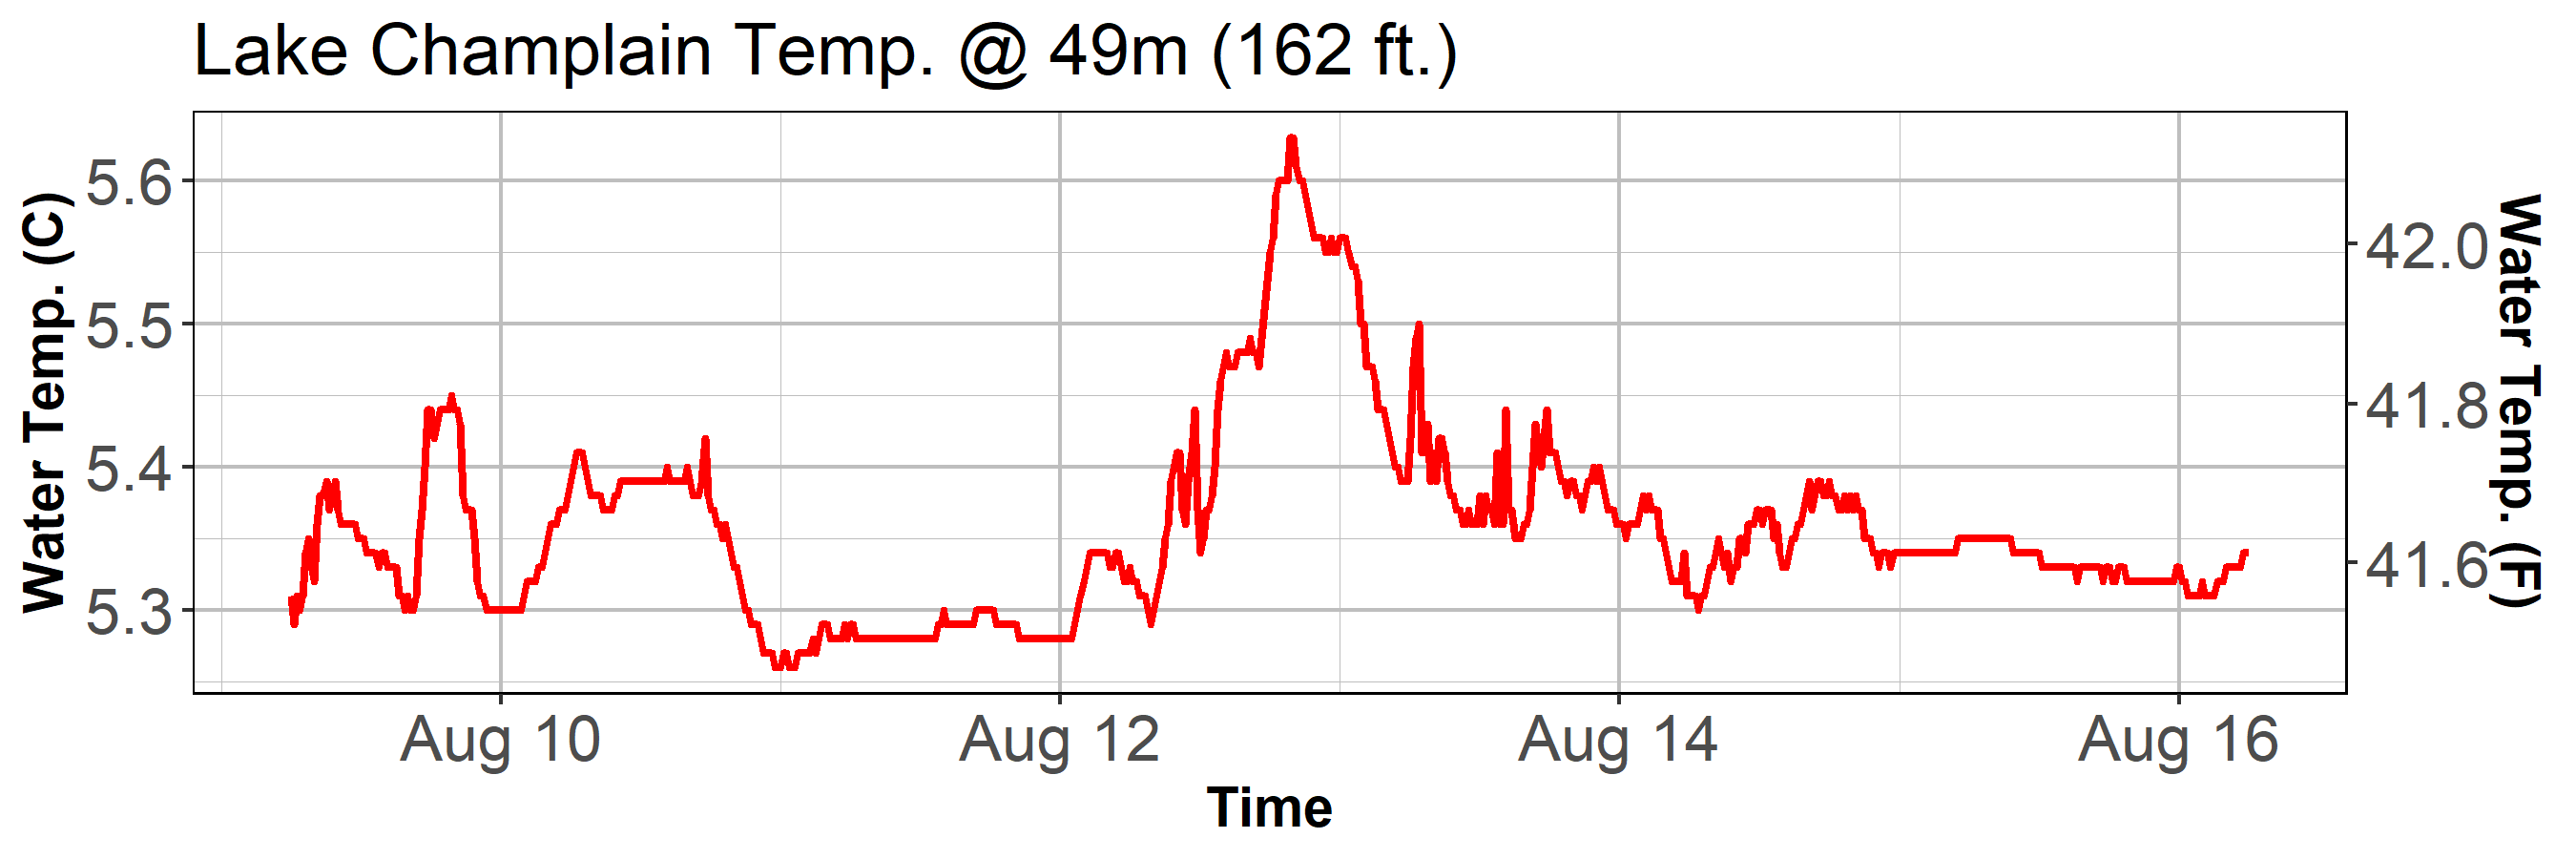 Lake Champlain Temp. @ 49m (162 ft.)
Water Temp. (C)
5.6
5.5
5.4
5.3
42.0
41.8
41.6
Water Temp. (F)
Aug 10 Aug 12 Aug 14 Aug 16
Time